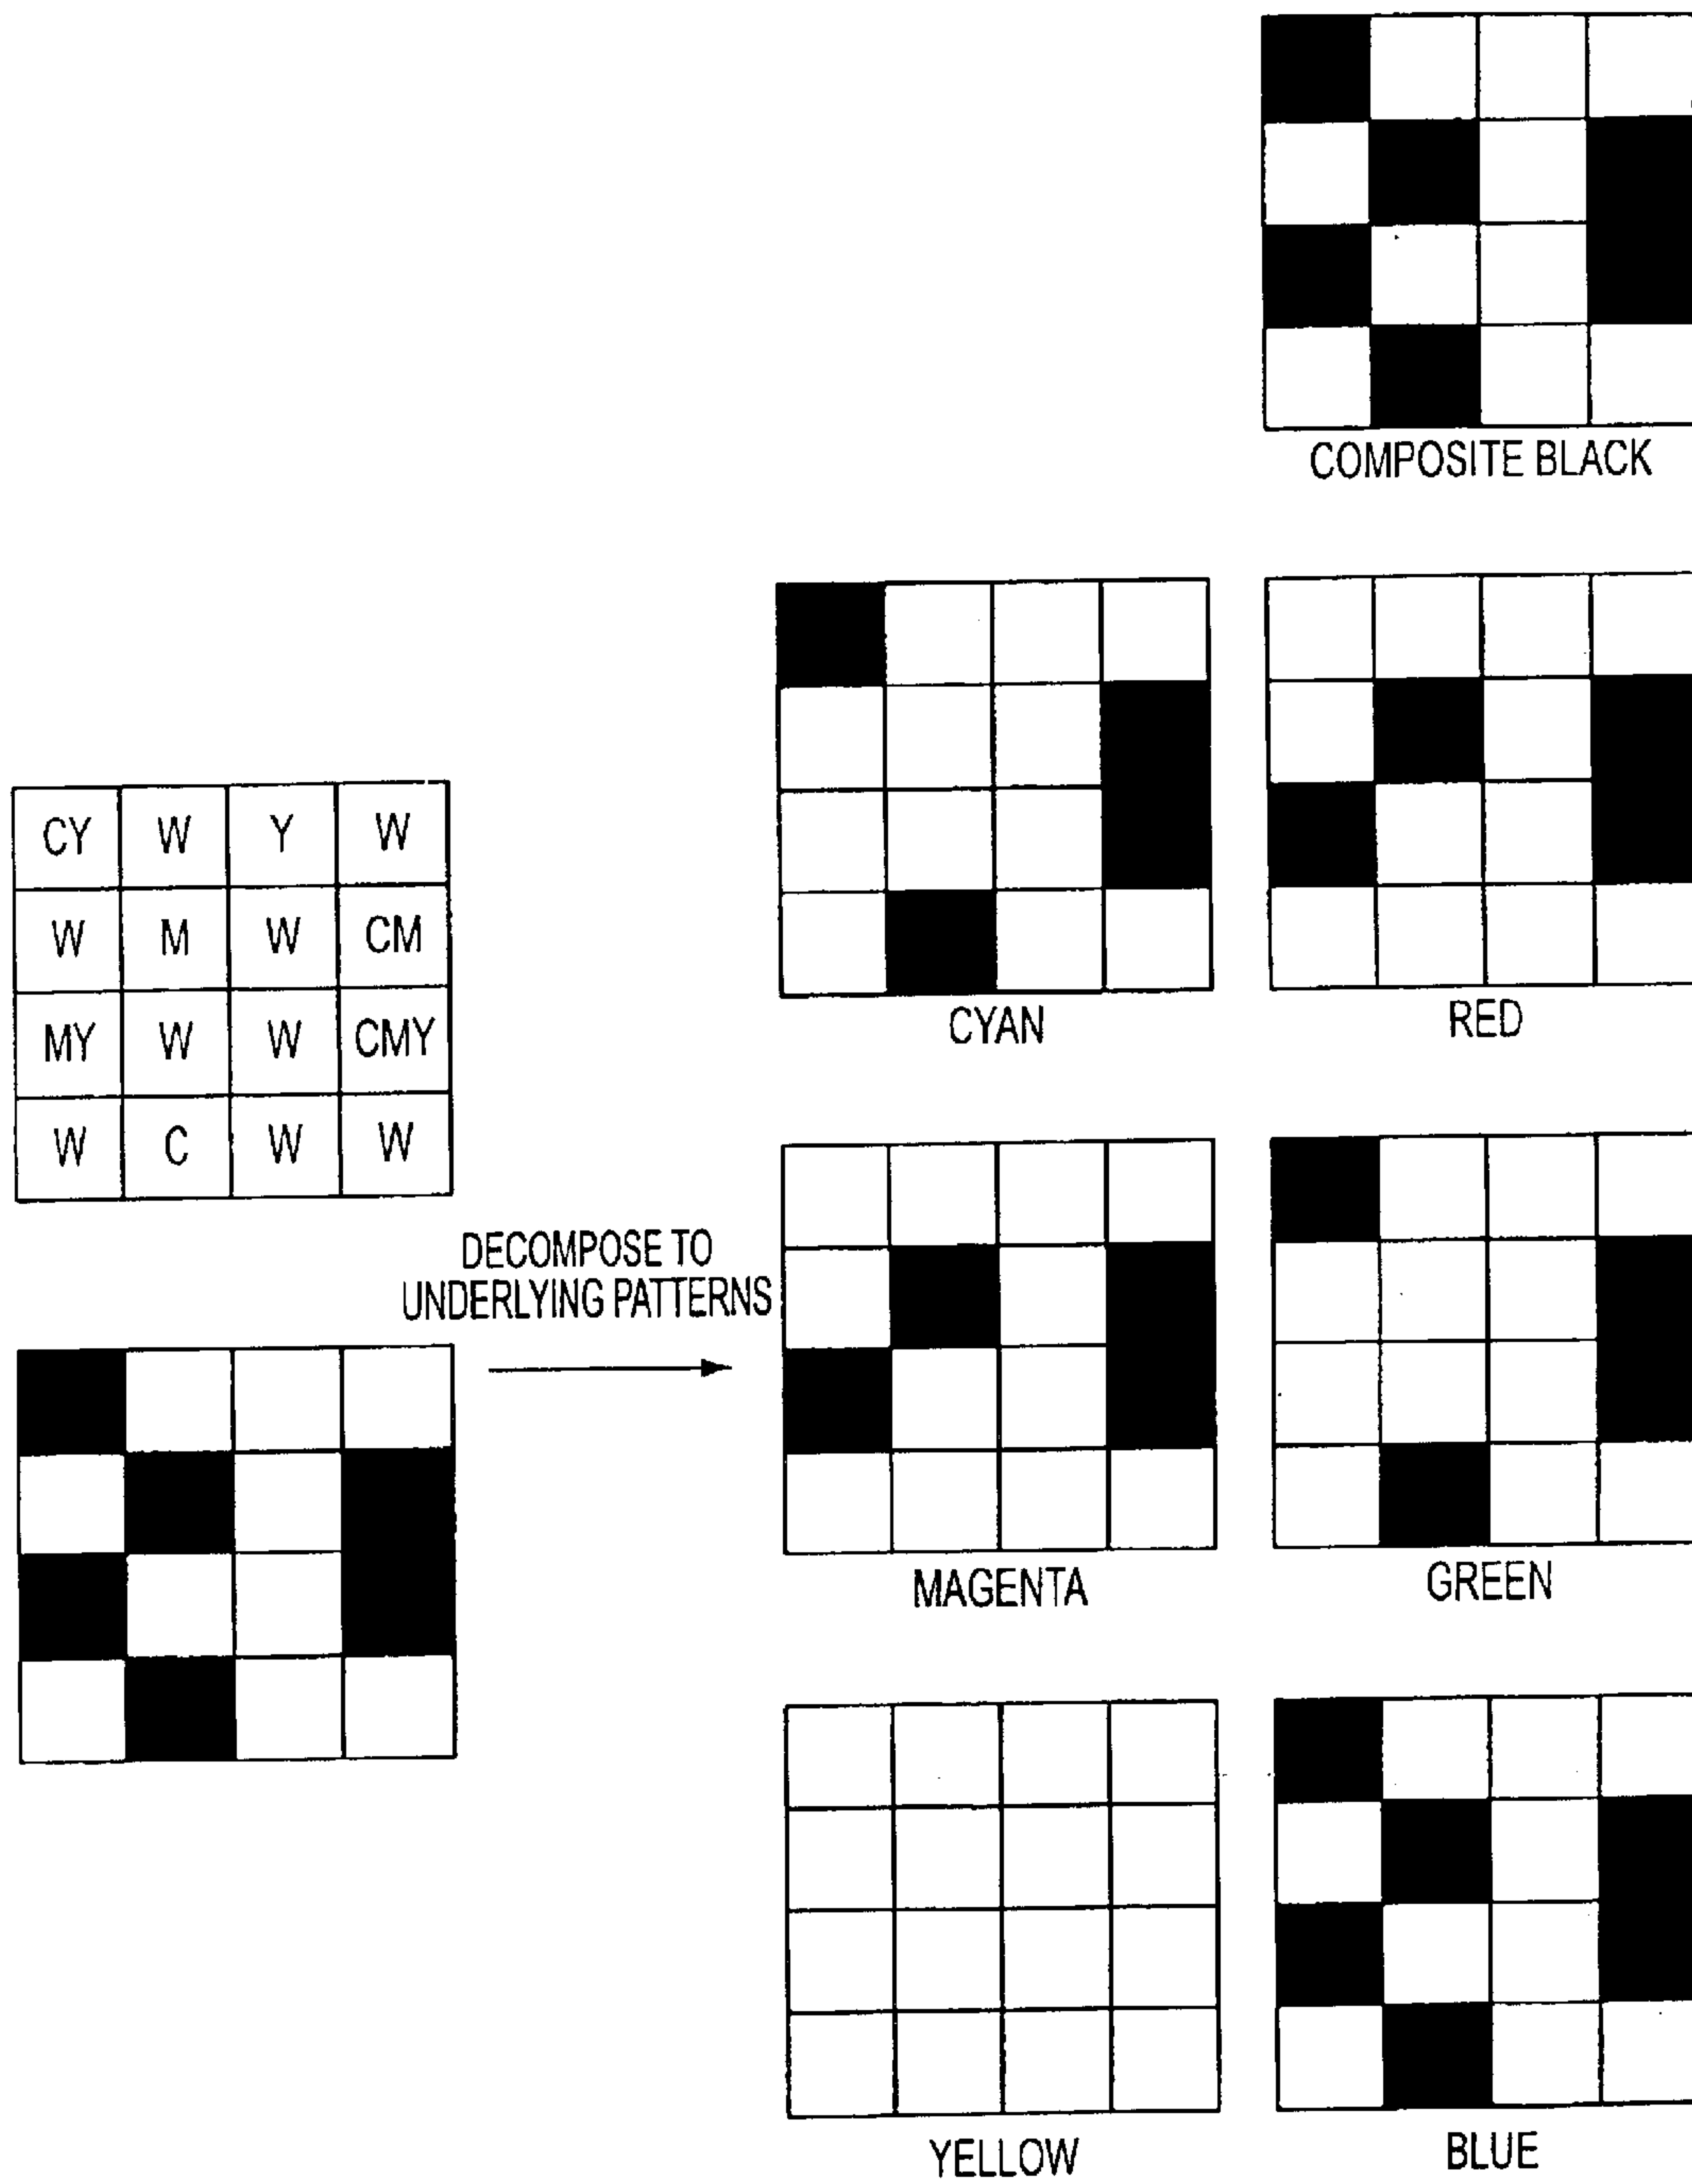 COMPOSITE BLACK
CY W Y W
W M W CM
MY W W CMY
W C W W
DECOMPOSE TO
UNDERLYING PATTERNS
CYAN
RED
MAGENTA
GREEN
YELLOW
BLUE